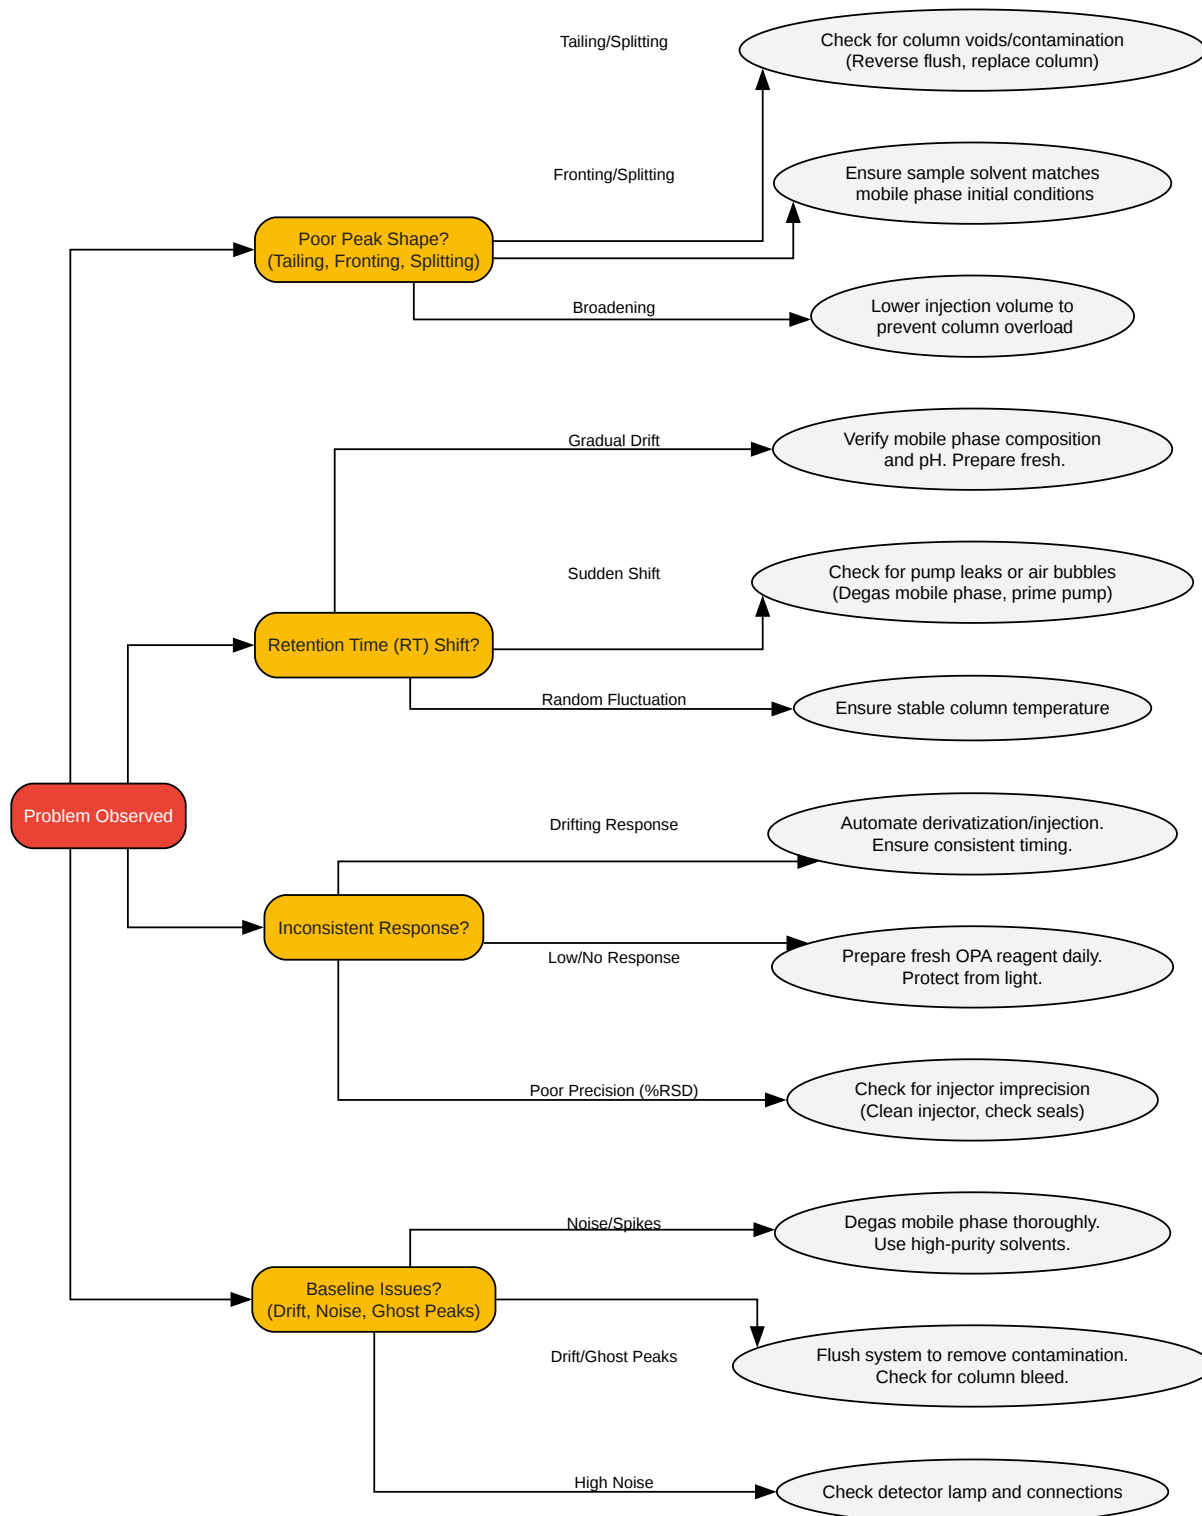 Tailing/Splitting
Check for column voids/contamination
(Reverse flush, replace column)
Fronting/Splitting
Ensure sample solvent matches
mobile phase initial conditions
Poor Peak Shape?
(Tailing, Fronting, Splitting)
Broadening
Lower injection volume to
prevent column overload
Gradual Drift
Verify mobile phase composition
and pH. Prepare fresh.
Sudden Shift
Check for pump leaks or air bubbles
(Degas mobile phase, prime pump)
Retention Time (RT) Shift?
Random Fluctuation
Ensure stable column temperature
Problem Observed
Drifting Response
Automate derivatization/injection.
Ensure consistent timing.
Inconsistent Response?
Low/No Response
Prepare fresh OPA reagent daily.
Protect from light.
Poor Precision (%RSD)
Check for injector imprecision
(Clean injector, check seals)
Noise/Spikes
Degas mobile phase thoroughly.
Use high-purity solvents.
Baseline Issues?
(Drift, Noise, Ghost Peaks)
Drift/Ghost Peaks
Flush system to remove contamination.
Check for column bleed.
High Noise
Check detector lamp and connections